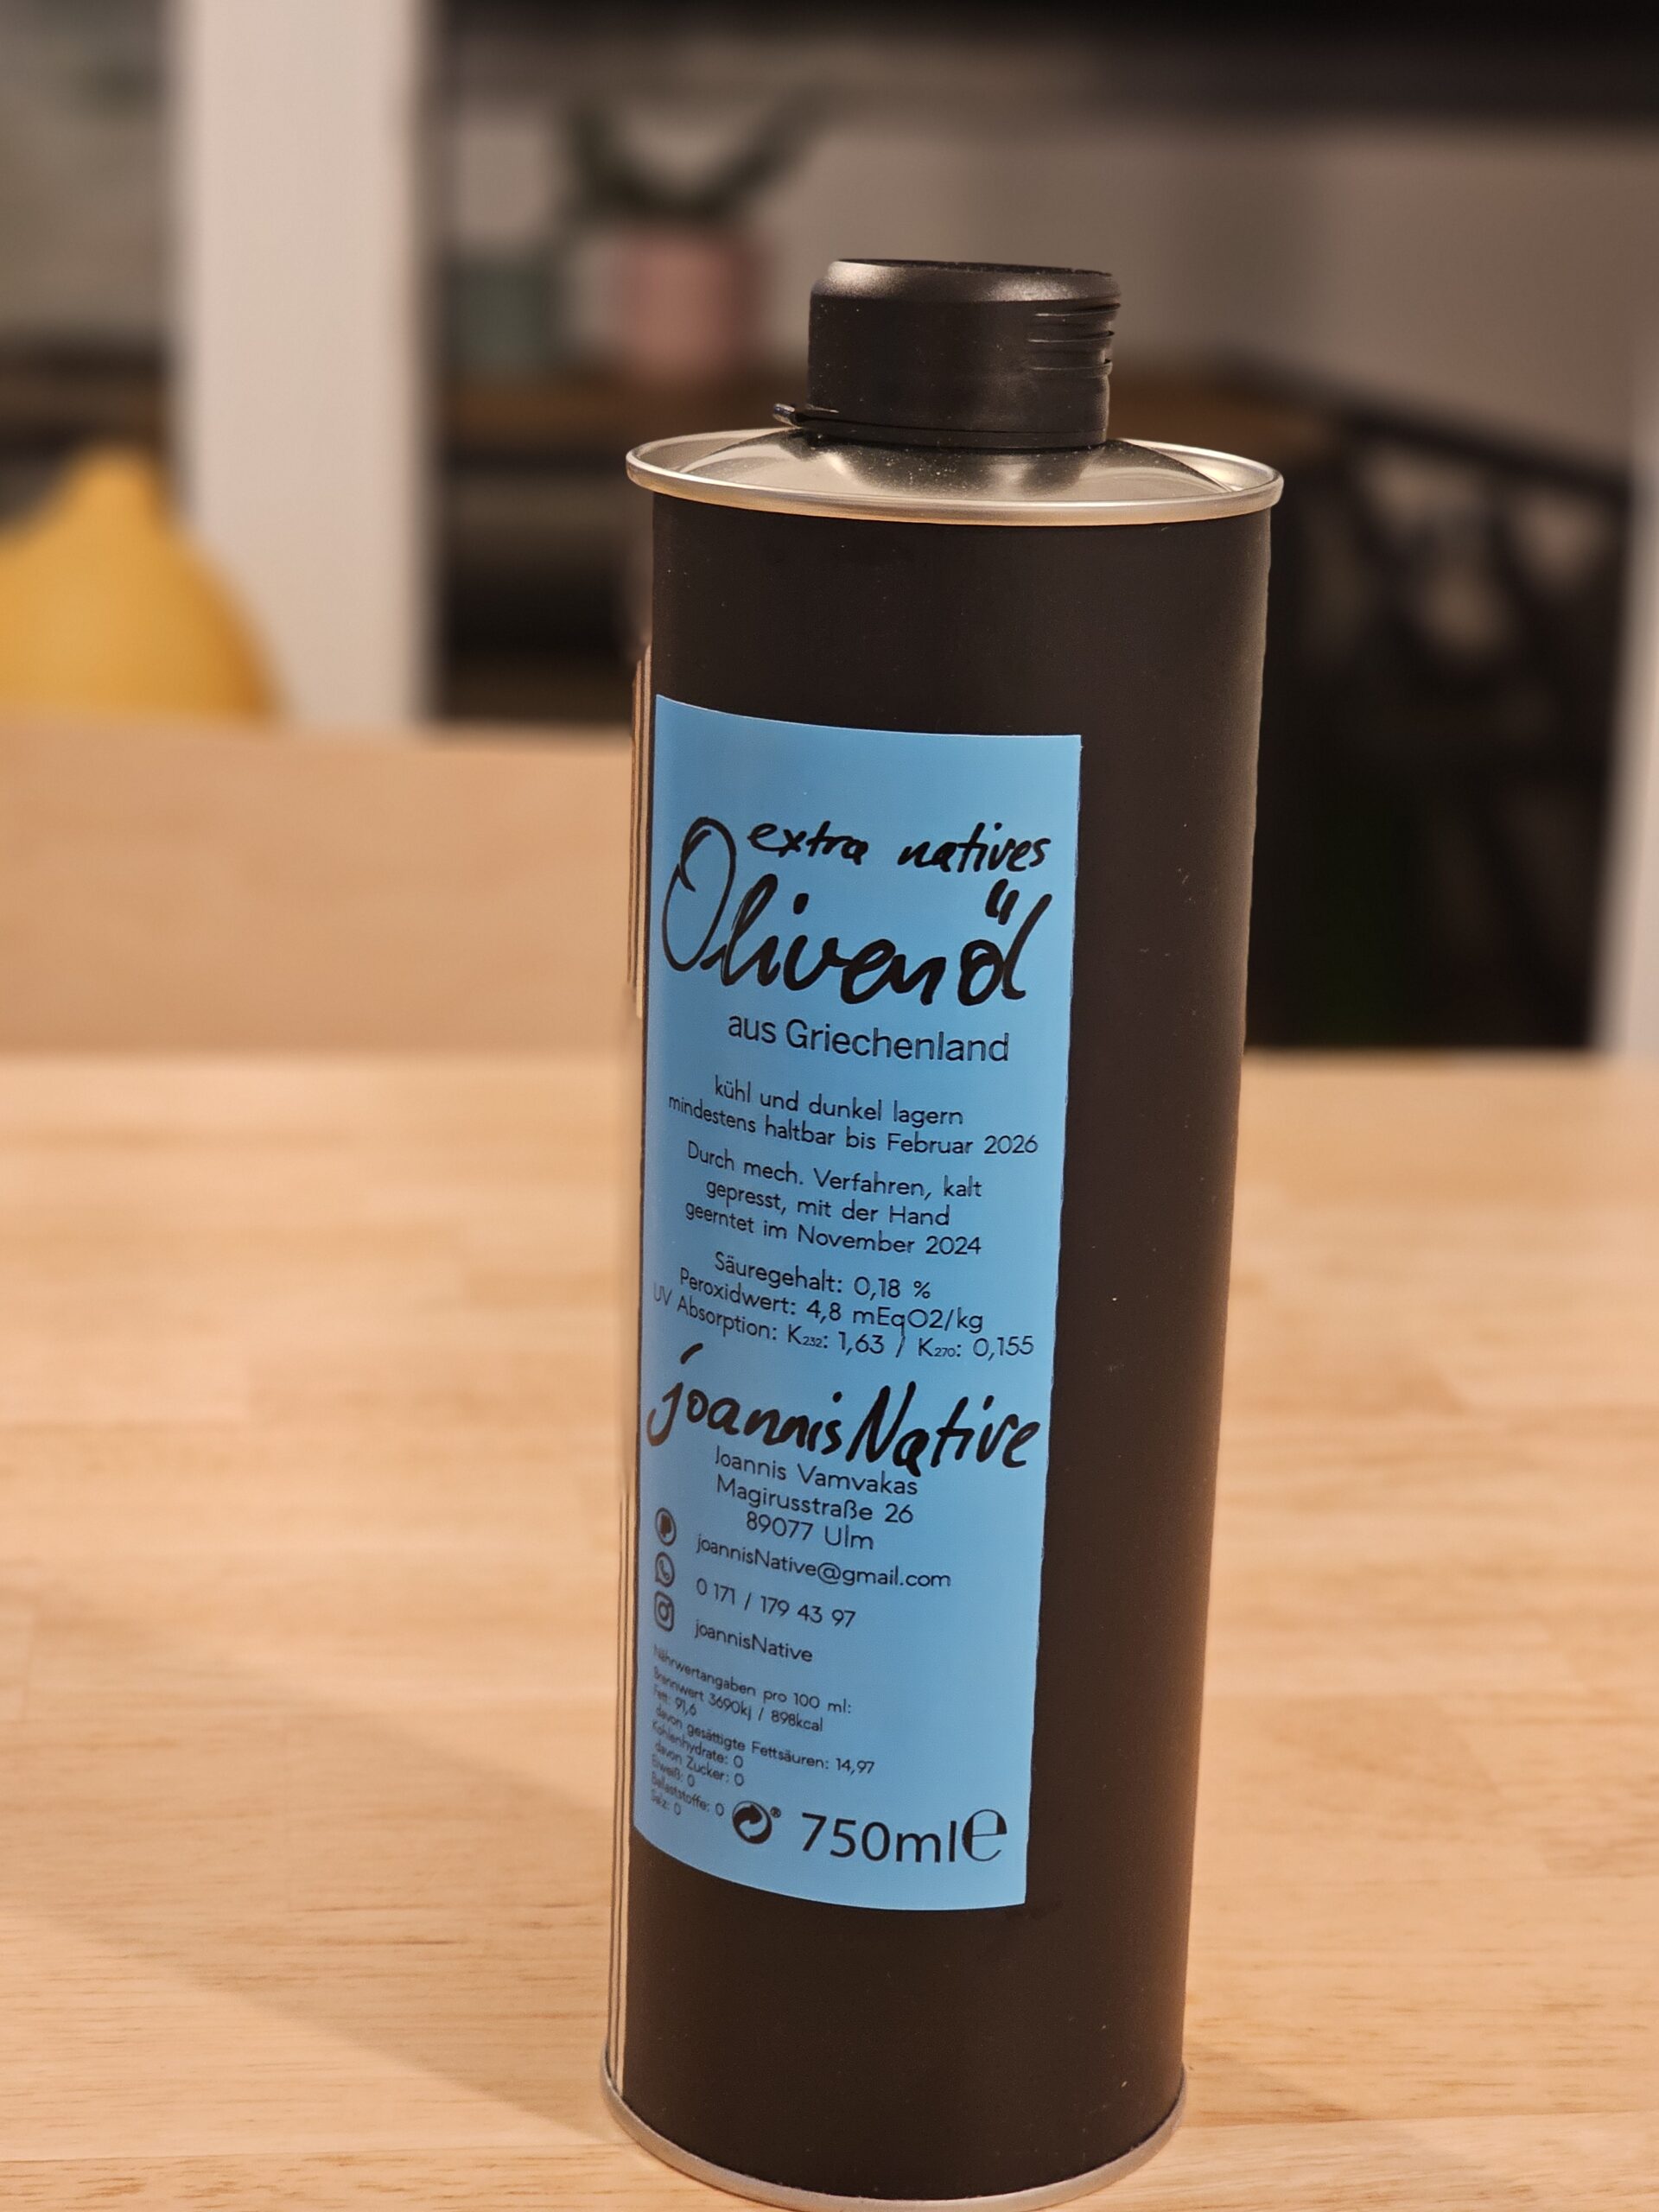 extra natives
Olivenöl
aus Griechenland
kühl und dunkel lagern
mindestens haltbar bis Februar 2026
Durch mech. Verfahren, kalt
gepresst, mit der Hand
geerntet im November 2024
Säuregehalt: 0,18 %
Peroxidwert: 4,8 mEqO2/kg
UV Absorption: K232: 1,63 / K270: 0,155
joannisNative
Joannis Vamvakas
Magirusstraße 26
89077 Ulm
joannisNative@gmail.com
0 171 / 179 43 97
joannisNative
Nährwertangaben pro 100 ml:
Brennwert 3690kj / 898kcal
Fett: 91,6
davon gesättigte Fettsäuren: 14,97
Kohlenhydrate: 0
davon Zucker: 0
Eiweiß: 0
Ballaststoffe: 0
Salz: 0
® 750ml℮